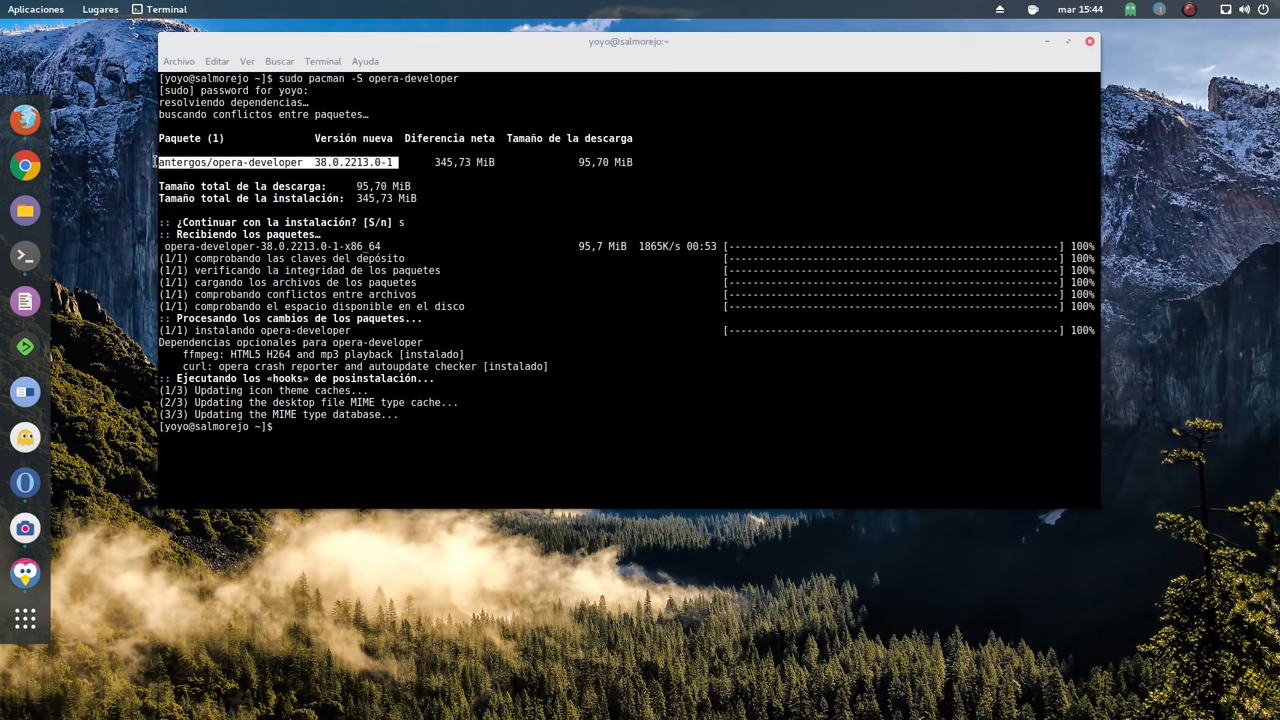 Aplicaciones Lugares Terminal mar 15:44
yoyo@salmorejo:~
Archivo Editar Ver Buscar Terminal Ayuda
[yoyo@salmorejo ~]$ sudo pacman -S opera-developer
[sudo] password for yoyo:
resolviendo dependencias…
buscando conflictos entre paquetes…
Paquete (1) Versión nueva Diferencia neta Tamaño de la descarga
antergos/opera-developer 38.0.2213.0-1 345,73 MiB 95,70 MiB
Tamaño total de la descarga: 95,70 MiB
Tamaño total de la instalación: 345,73 MiB
:: ¿Continuar con la instalación? [S/n] s
:: Recibiendo los paquetes…
opera-developer-38.0.2213.0-1-x86_64 95,7 MiB 1865K/s 00:53 [-------------------------------------------------------] 100%
(1/1) comprobando las claves del depósito [-------------------------------------------------------] 100%
(1/1) verificando la integridad de los paquetes [-------------------------------------------------------] 100%
(1/1) cargando los archivos de los paquetes [-------------------------------------------------------] 100%
(1/1) comprobando conflictos entre archivos [-------------------------------------------------------] 100%
(1/1) comprobando el espacio disponible en el disco [-------------------------------------------------------] 100%
:: Procesando los cambios de los paquetes...
(1/1) instalando opera-developer [-------------------------------------------------------] 100%
Dependencias opcionales para opera-developer
ffmpeg: HTML5 H264 and mp3 playback [instalado]
curl: opera crash reporter and autoupdate checker [instalado]
:: Ejecutando los «hooks» de posinstalación...
(1/3) Updating icon theme caches...
(2/3) Updating the desktop file MIME type cache...
(3/3) Updating the MIME type database...
[yoyo@salmorejo ~]$